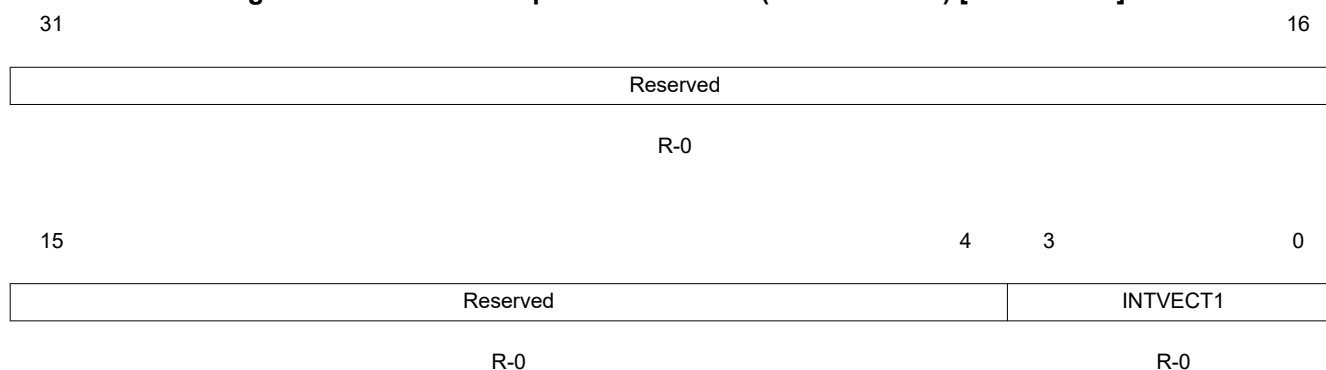 31 16
Reserved
R-0
15 4 3 0
Reserved INTVECT1
R-0 R-0